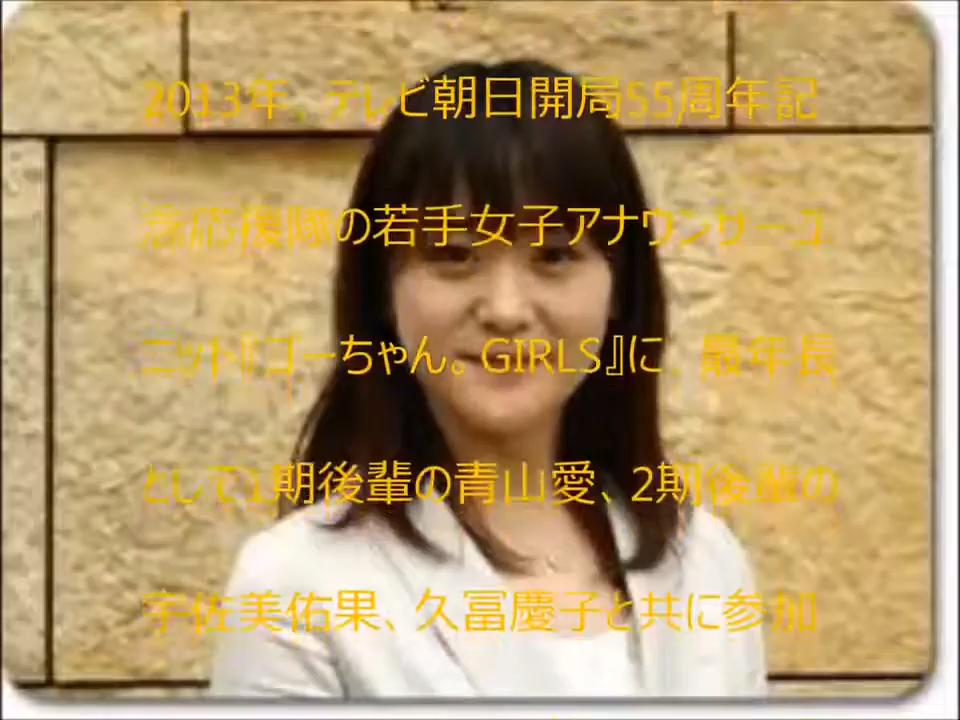 2013年、テレビ朝日開局55周年記
念応援隊の若手女子アナウンサーユ
ニット『ゴーちゃん。GIRLS』に、最年長
として1期後輩の青山愛、2期後輩の
宇佐美佑果、久冨慶子と共に参加